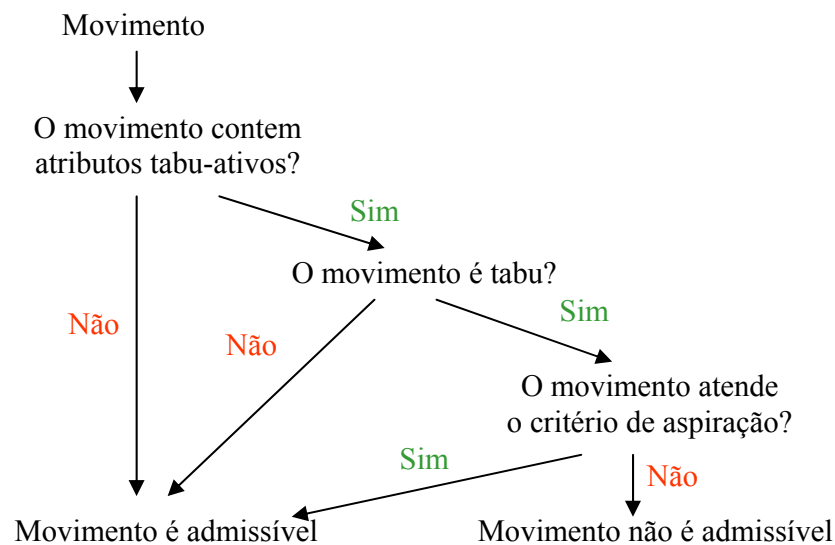 Movimento
O movimento contem
atributos tabu-ativos?
Sim
O movimento é tabu?
Não
Não
Sim
O movimento atende
o critério de aspiração?
Sim
Não
Movimento é admissível
Movimento não é admissível